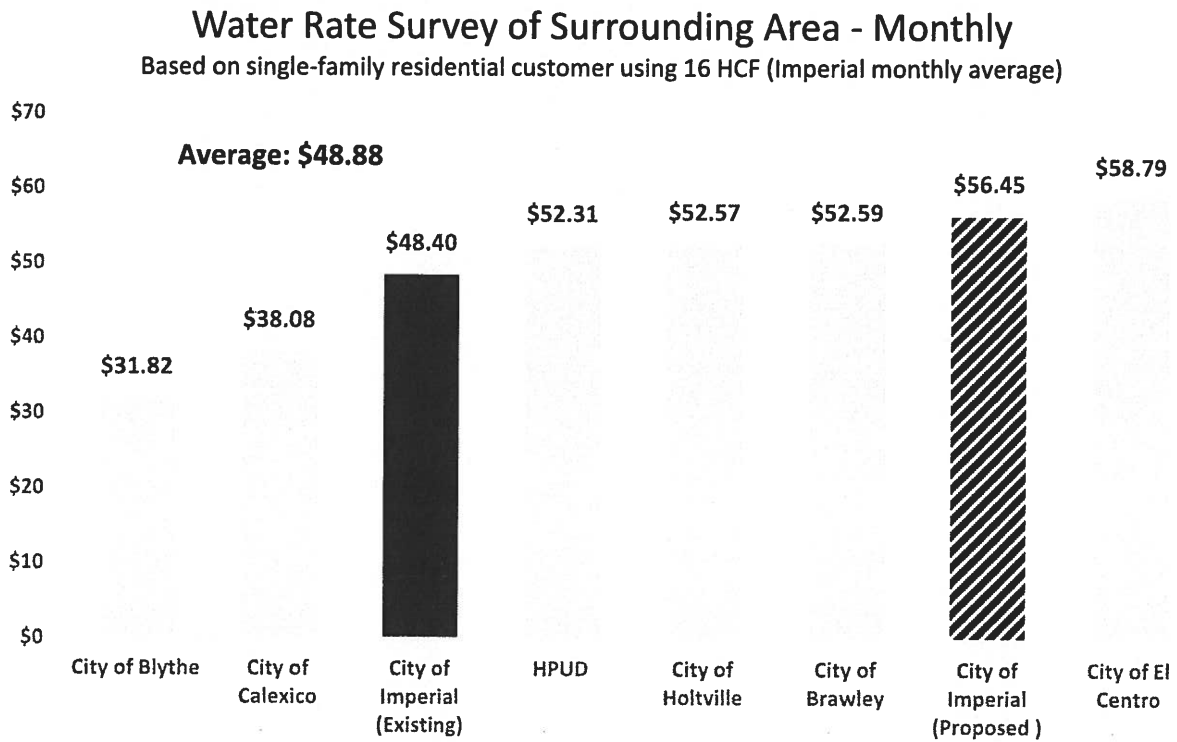 Water Rate Survey of Surrounding Area - Monthly
Based on single-family residential customer using 16 HCF (Imperial monthly average)
$70
$60
$50
$40
$30
$20
$10
$0
Average: $48.88
$31.82
$38.08
$48.40
$52.31
$52.57
$52.59
$56.45
$58.79
City of Blythe
City of
Calexico
City of
Imperial
(Existing)
HPUD
City of
Holtville
City of
Brawley
City of
Imperial
(Proposed )
City of El
Centro